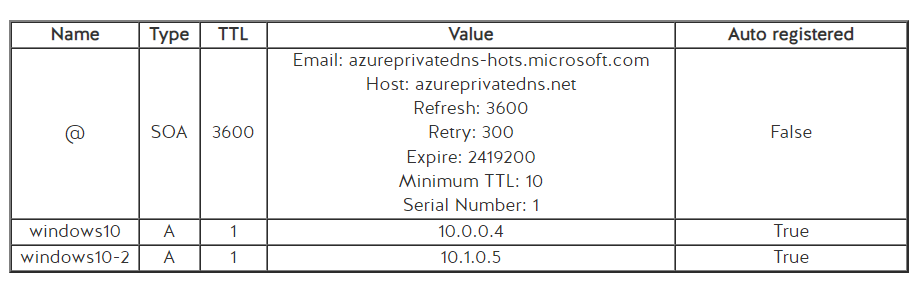 Name Type TTL Value Auto registered
Email: azureprivatedns-hots.microsoft.com
Host: azureprivatedns.net
Refresh: 3600
@ SOA 3600 Retry: 300 False
Expire: 2419200
Minimum TTL: 10
Serial Number: 1
windows10 A 1 10.0.0.4 True
windows10-2 A 1 10.1.0.5 True